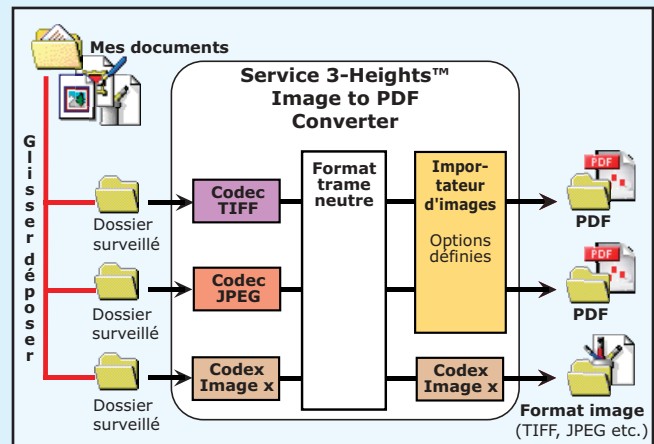 Mes documents
Glisser déposer
Service 3-Heights™
Image to PDF
Converter
Dossier
surveillé
Codec
TIFF
Format
trame
neutre
Impor-
tateur
d'images
Options
définies
PDF
PDF
Dossier
surveillé
Codec
JPEG
PDF
PDF
Dossier
surveillé
Codex
Image x
Codex
Image x
Format image
(TIFF, JPEG etc.)